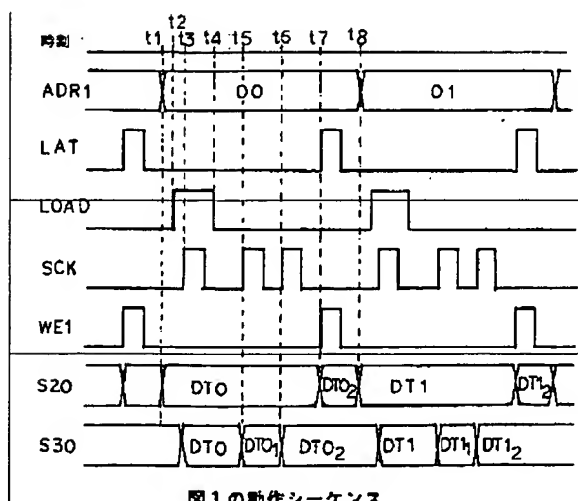 時刻 t1 t2 t3 t4 t5 t6 t7 t8
ADR1 00 01
LAT
LOAD
SCK
WE1
S20 DT0 DT0₂ DT1 DT1₂
S30 DT0 DT0₁ DT0₂ DT1 DT1₁ DT1₂
図1の動作シーケンス